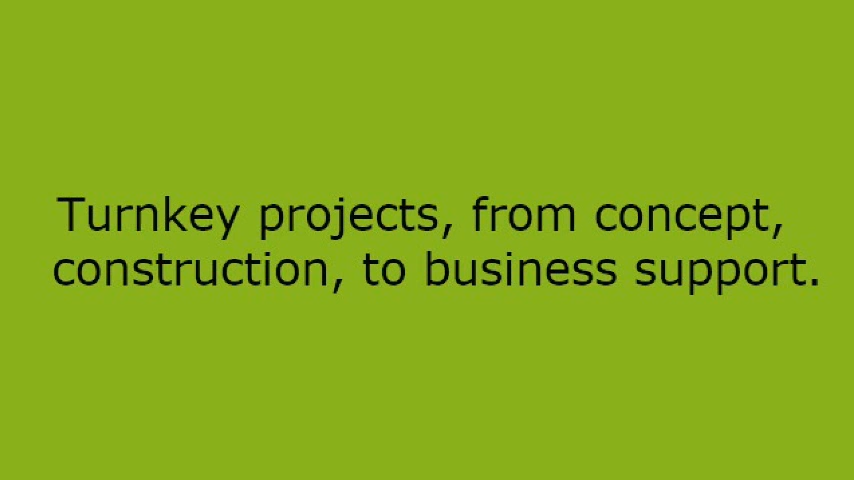 Turnkey projects, from concept,
construction, to business support.